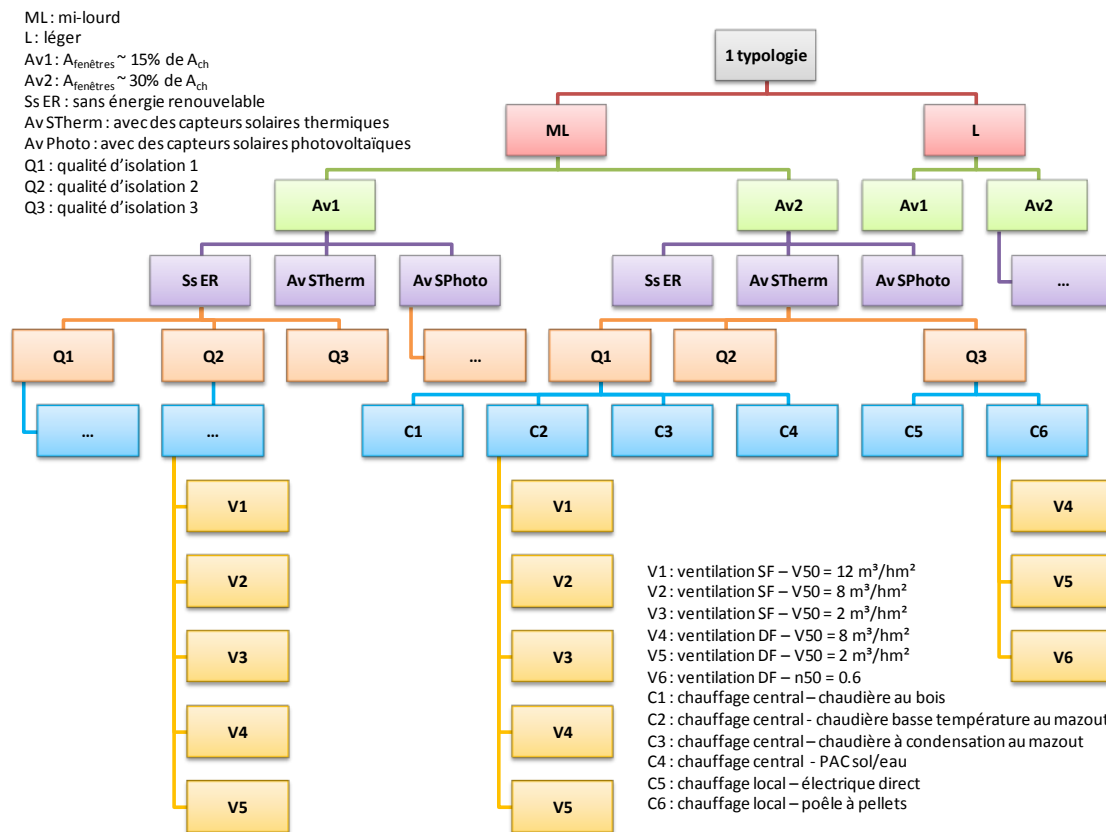 ML : mi-lourd
L : léger
Av1 : Afenêtres ~ 15% de Ach
Av2 : Afenêtres ~ 30% de Ach
Ss ER : sans énergie renouvelable
Av STherm : avec des capteurs solaires thermiques
Av Photo : avec des capteurs solaires photovoltaïques
Q1 : qualité d'isolation 1
Q2 : qualité d'isolation 2
Q3 : qualité d'isolation 3
1 typologie
ML
L
Av1
Av2
Av1
Av2
Ss ER
Av STherm
Av SPhoto
Ss ER
Av STherm
Av SPhoto
...
Q1
Q2
Q3
...
Q1
Q2
Q3
...
...
C1
C2
C3
C4
C5
C6
V1
V1
V4
V2
V2
V5
V3
V3
V6
V4
V4
V5
V5
V1 : ventilation SF – V50 = 12 m³/hm²
V2 : ventilation SF – V50 = 8 m³/hm²
V3 : ventilation SF – V50 = 2 m³/hm²
V4 : ventilation DF – V50 = 8 m³/hm²
V5 : ventilation DF – V50 = 2 m³/hm²
V6 : ventilation DF – n50 = 0.6
C1 : chauffage central – chaudière au bois
C2 : chauffage central - chaudière basse température au mazout
C3 : chauffage central – chaudière à condensation au mazout
C4 : chauffage central - PAC sol/eau
C5 : chauffage local – électrique direct
C6 : chauffage local – poêle à pellets